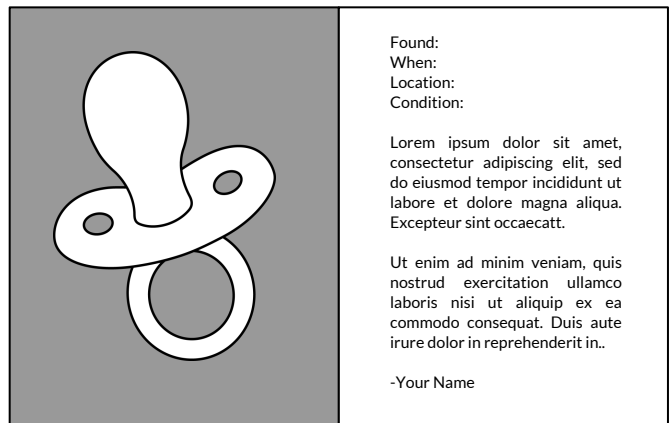 Found:
When:
Location:
Condition:
Lorem ipsum dolor sit amet,
consectetur adipiscing elit, sed
do eiusmod tempor incididunt ut
labore et dolore magna aliqua.
Excepteur sint occaecatt.
Ut enim ad minim veniam, quis
nostrud exercitation ullamco
laboris nisi ut aliquip ex ea
commodo consequat. Duis aute
irure dolor in reprehenderit in..
-Your Name